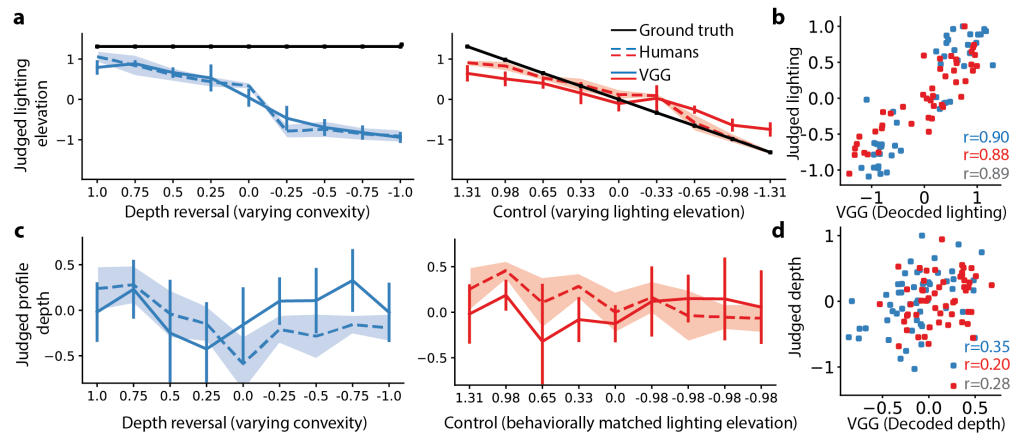 a
Judged lighting
elevation
1
0
−1
1.0 0.75 0.5 0.25 0.0 -0.25 -0.5 -0.75 -1.0
Depth reversal (varying convexity)
1
0
−1
1.31 0.98 0.65 0.33 0.0 -0.33 -0.65 -0.98 -1.31
Control (varying lighting elevation)
Ground truth
Humans
VGG
b
Judged lighting
1.0
0.5
0.0
-0.5
-1.0
r=0.90
r=0.88
r=0.89
−1 0 1
VGG (Deocded lighting)
c
Judged profile
depth
0.5
0.0
−0.5
1.0 0.75 0.5 0.25 0.0 -0.25 -0.5 -0.75 -1.0
Depth reversal (varying convexity)
0.5
0.0
−0.5
1.31 0.98 0.65 0.33 0.0 -0.98 -0.98 -0.98 -0.98
Control (behaviorally matched lighting elevation)
d
Judged depth
1
0
−1
r=0.35
r=0.20
r=0.28
−0.5 0.0 0.5
VGG (Decoded depth)